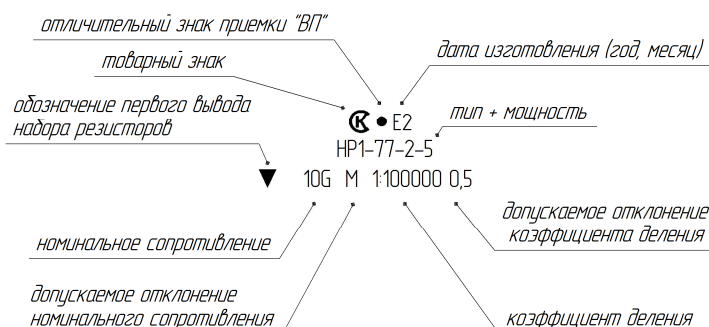 отличительный знак приемки "ВП"
товарный знак
дата изготовления (год, месяц)
обозначение первого вывода
набора резисторов
тип + мощность
К • Е2
НР1-77-2-5
10G М 1:100000 0,5
допускаемое отклонение
коэффициента деления
номинальное сопротивление
допускаемое отклонение
номинального сопротивления
коэффициент деления